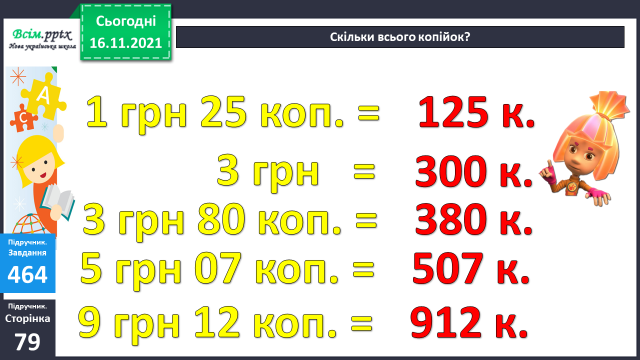 Всім.pptx
Нова українська школа
Сьогодні
16.11.2021
Скільки всього копійок?
А
С
1 грн 25 коп. = 125 к.
3 грн = 300 к.
3 грн 80 коп. = 380 к.
5 грн 07 коп. = 507 к.
9 грн 12 коп. = 912 к.
Підручник.
Завдання
464
Підручник.
Сторінка
79